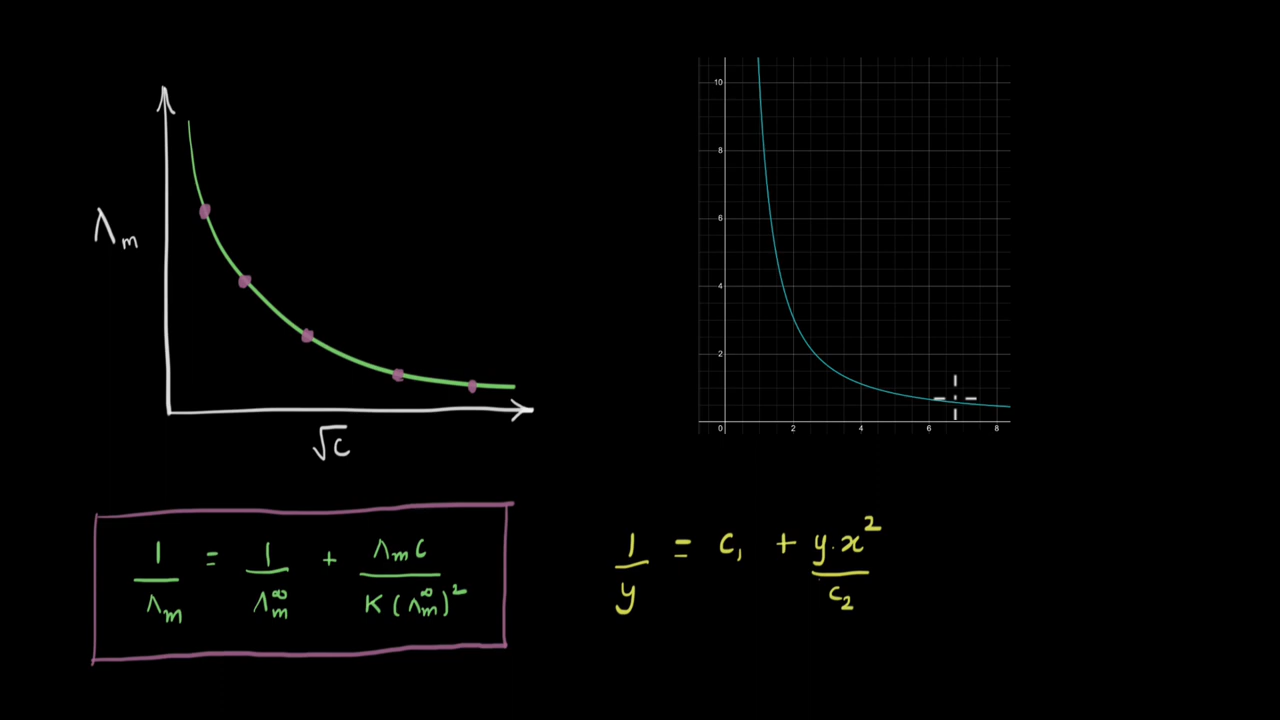 Λm
√c
10
8
6
4
2
0 2 4 6 8
1/Λm = 1/Λm^∞ + Λm C/K(Λm^∞)^2
1/y = c₁ + y·x²/c₂